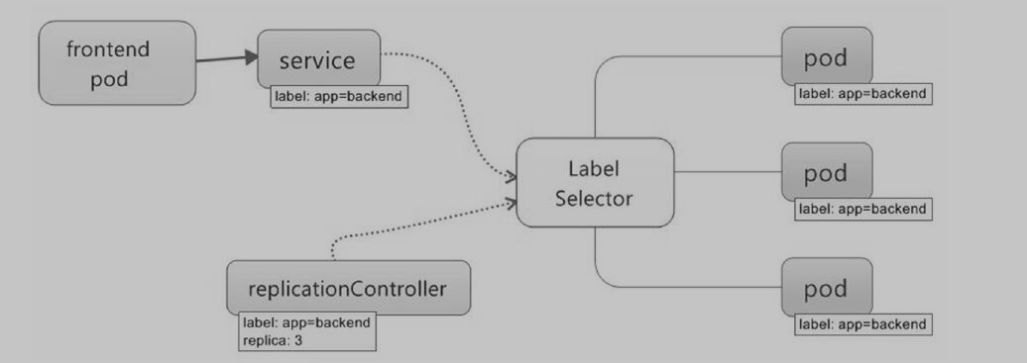 frontend
pod
service
label: app=backend
Label
Selector
replicationController
label: app=backend
replica: 3
pod
label: app=backend
pod
label: app=backend
pod
label: app=backend